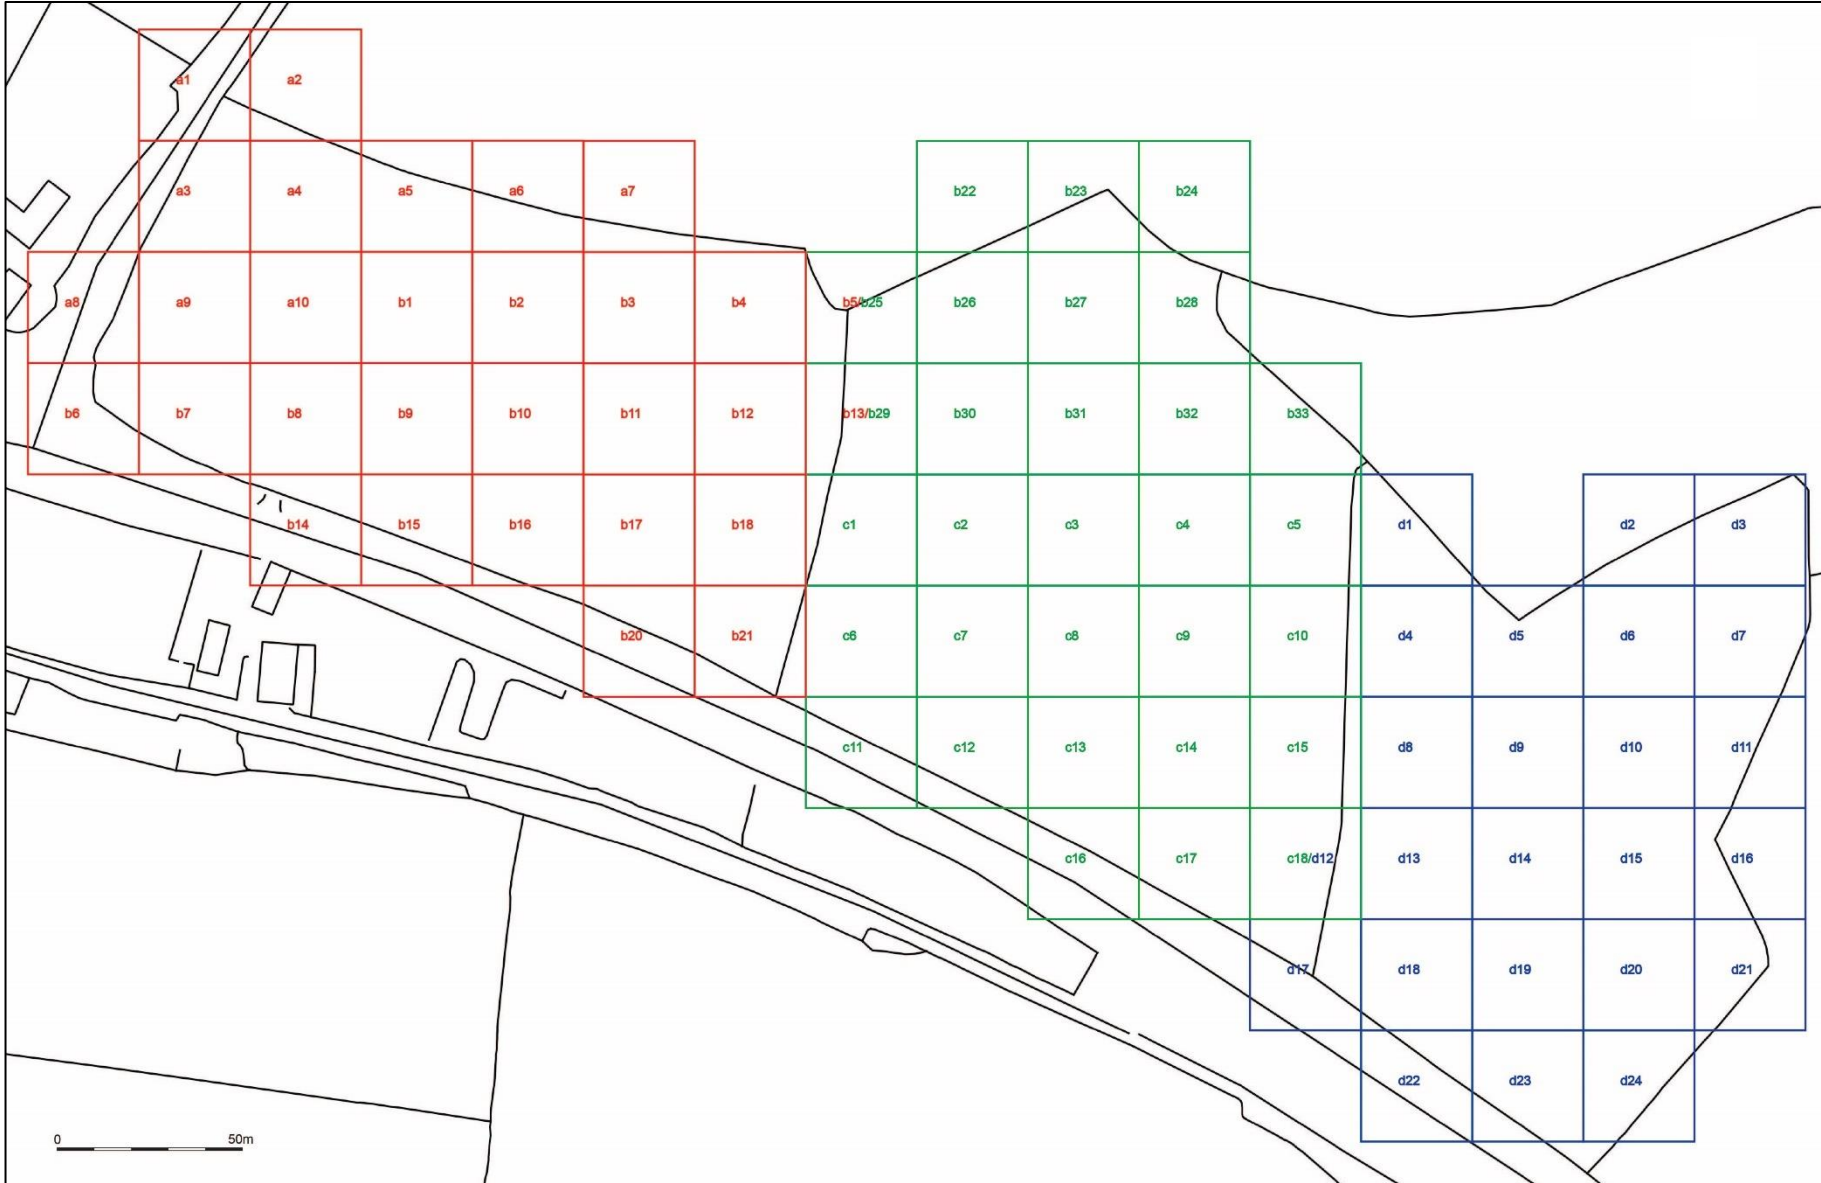 a1 a2
a3 a4 a5 a6 a7 b22 b23 b24
a8 a9 a10 b1 b2 b3 b4 b5/b25 b26 b27 b28
b6 b7 b8 b9 b10 b11 b12 b13/b29 b30 b31 b32 b33
b14 b15 b16 b17 b18 c1 c2 c3 c4 c5 d1 d2 d3
b20 b21 c6 c7 c8 c9 c10 d4 d5 d6 d7
c11 c12 c13 c14 c15 d8 d9 d10 d11
c16 c17 c18/d12 d13 d14 d15 d16
d17 d18 d19 d20 d21
d22 d23 d24
0 50m